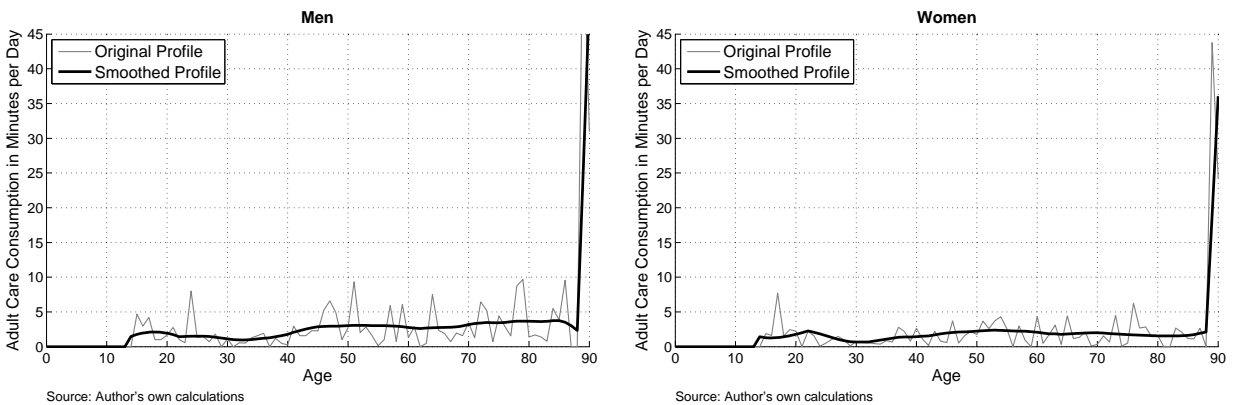 Men
Adult Care Consumption in Minutes per Day
45
40
35
30
25
20
15
10
5
0
Original Profile
Smoothed Profile
0 10 20 30 40 50 60 70 80 90
Age
Source: Author's own calculations
Women
Adult Care Consumption in Minutes per Day
45
40
35
30
25
20
15
10
5
0
Original Profile
Smoothed Profile
0 10 20 30 40 50 60 70 80 90
Age
Source: Author's own calculations